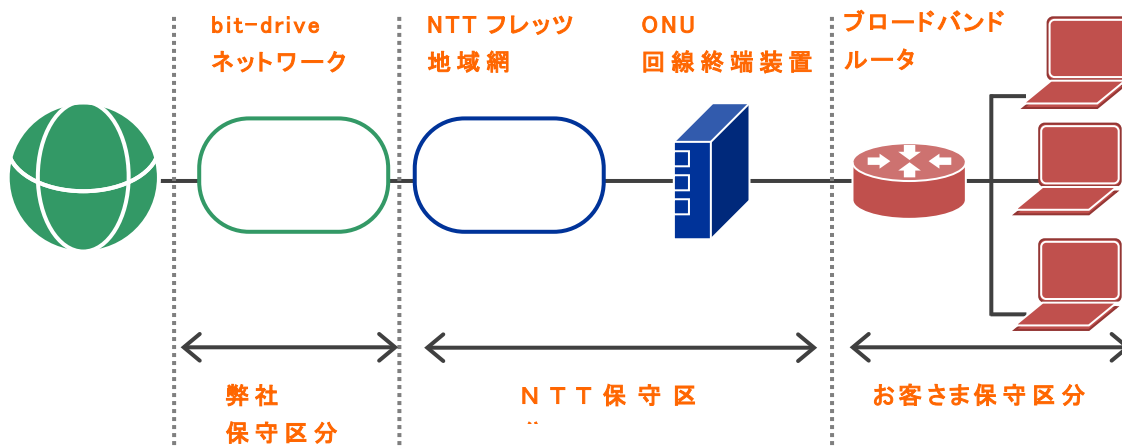 bit-drive
ネットワーク
NTT フレッツ
地域網
ONU
回線終端装置
ブロードバンド
ルータ
弊社
保守区分
ＮＴＴ保守区
お客さま保守区分